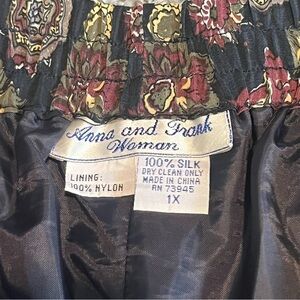 Anna and Frank
Woman
LINING:
100% NYLON
100% SILK
DRY CLEAN ONLY
MADE IN CHINA
RN 73945
1X